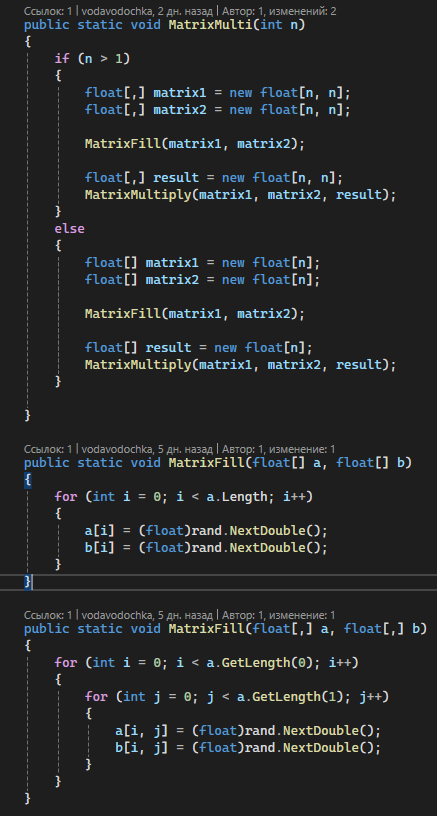 Ссылок: 1 | vodavodochka, 2 дн. назад | Автор: 1, изменений: 2
public static void MatrixMulti(int n)
{
if (n > 1)
{
float[,] matrix1 = new float[n, n];
float[,] matrix2 = new float[n, n];
MatrixFill(matrix1, matrix2);
float[,] result = new float[n, n];
MatrixMultiply(matrix1, matrix2, result);
}
else
{
float[] matrix1 = new float[n];
float[] matrix2 = new float[n];
MatrixFill(matrix1, matrix2);
float[] result = new float[n];
MatrixMultiply(matrix1, matrix2, result);
}
}
Ссылок: 1 | vodavodochka, 5 дн. назад | Автор: 1, изменение: 1
public static void MatrixFill(float[] a, float[] b)
{
for (int i = 0; i < a.Length; i++)
{
a[i] = (float)rand.NextDouble();
b[i] = (float)rand.NextDouble();
}
}
Ссылок: 1 | vodavodochka, 5 дн. назад | Автор: 1, изменение: 1
public static void MatrixFill(float[,] a, float[,] b)
{
for (int i = 0; i < a.GetLength(0); i++)
{
for (int j = 0; j < a.GetLength(1); j++)
{
a[i, j] = (float)rand.NextDouble();
b[i, j] = (float)rand.NextDouble();
}
}
}